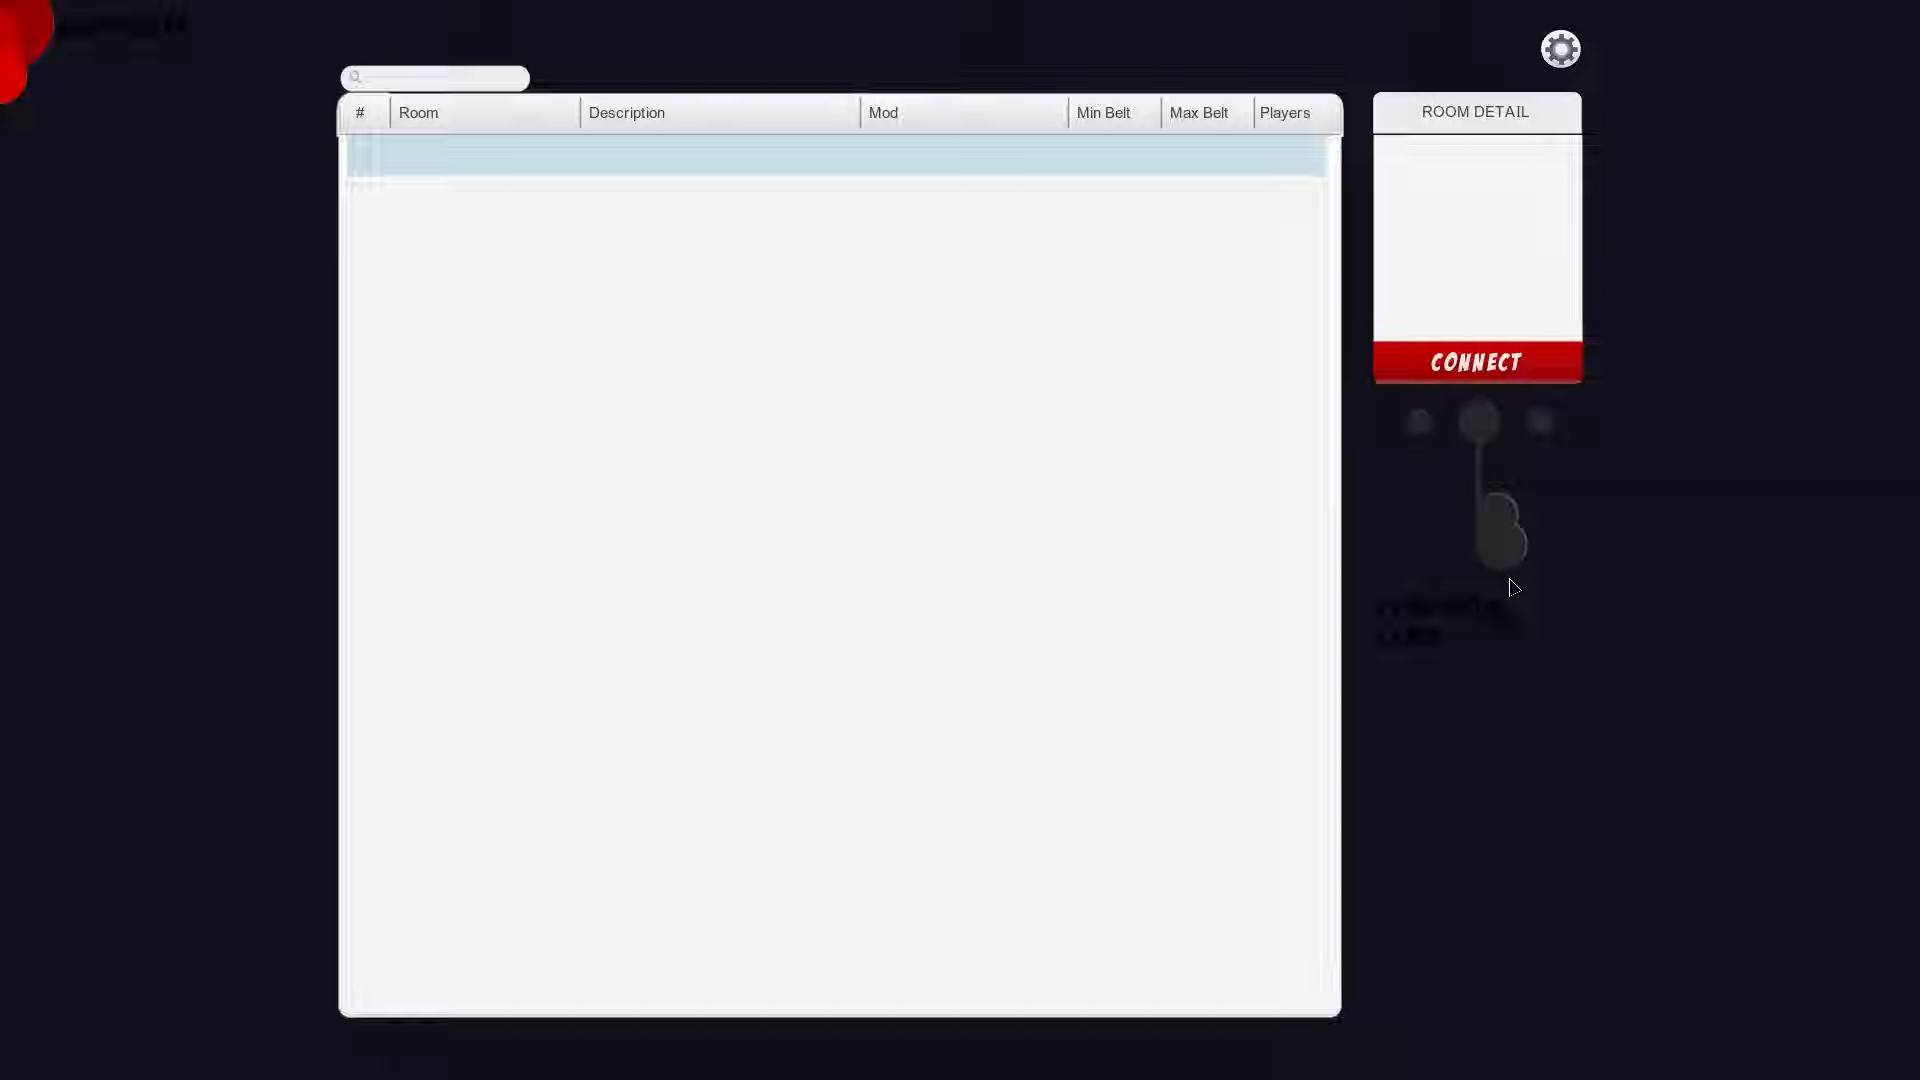 # Room Description Mod Min Belt Max Belt Players
ROOM DETAIL
CONNECT